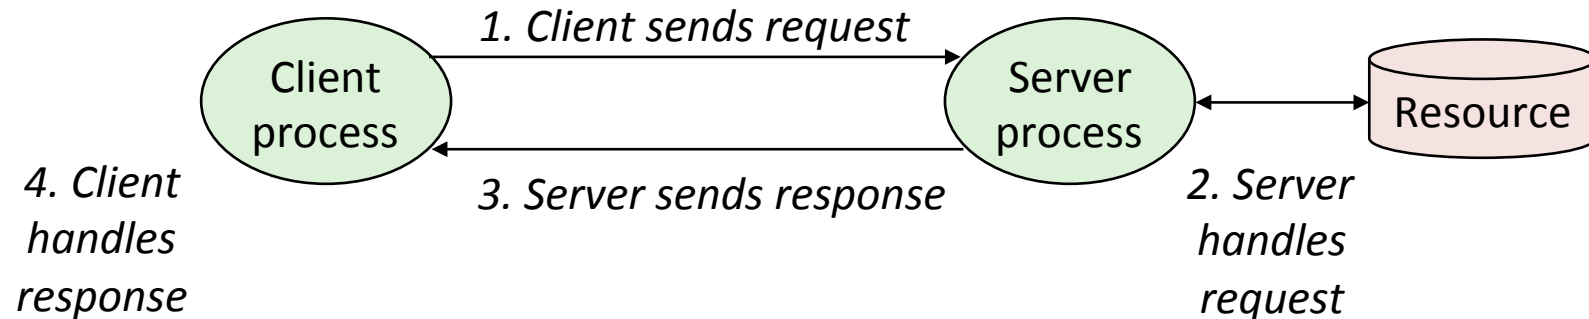 1. Client sends request
Client
process
Server
process
Resource
3. Server sends response
4. Client
handles
response
2. Server
handles
request